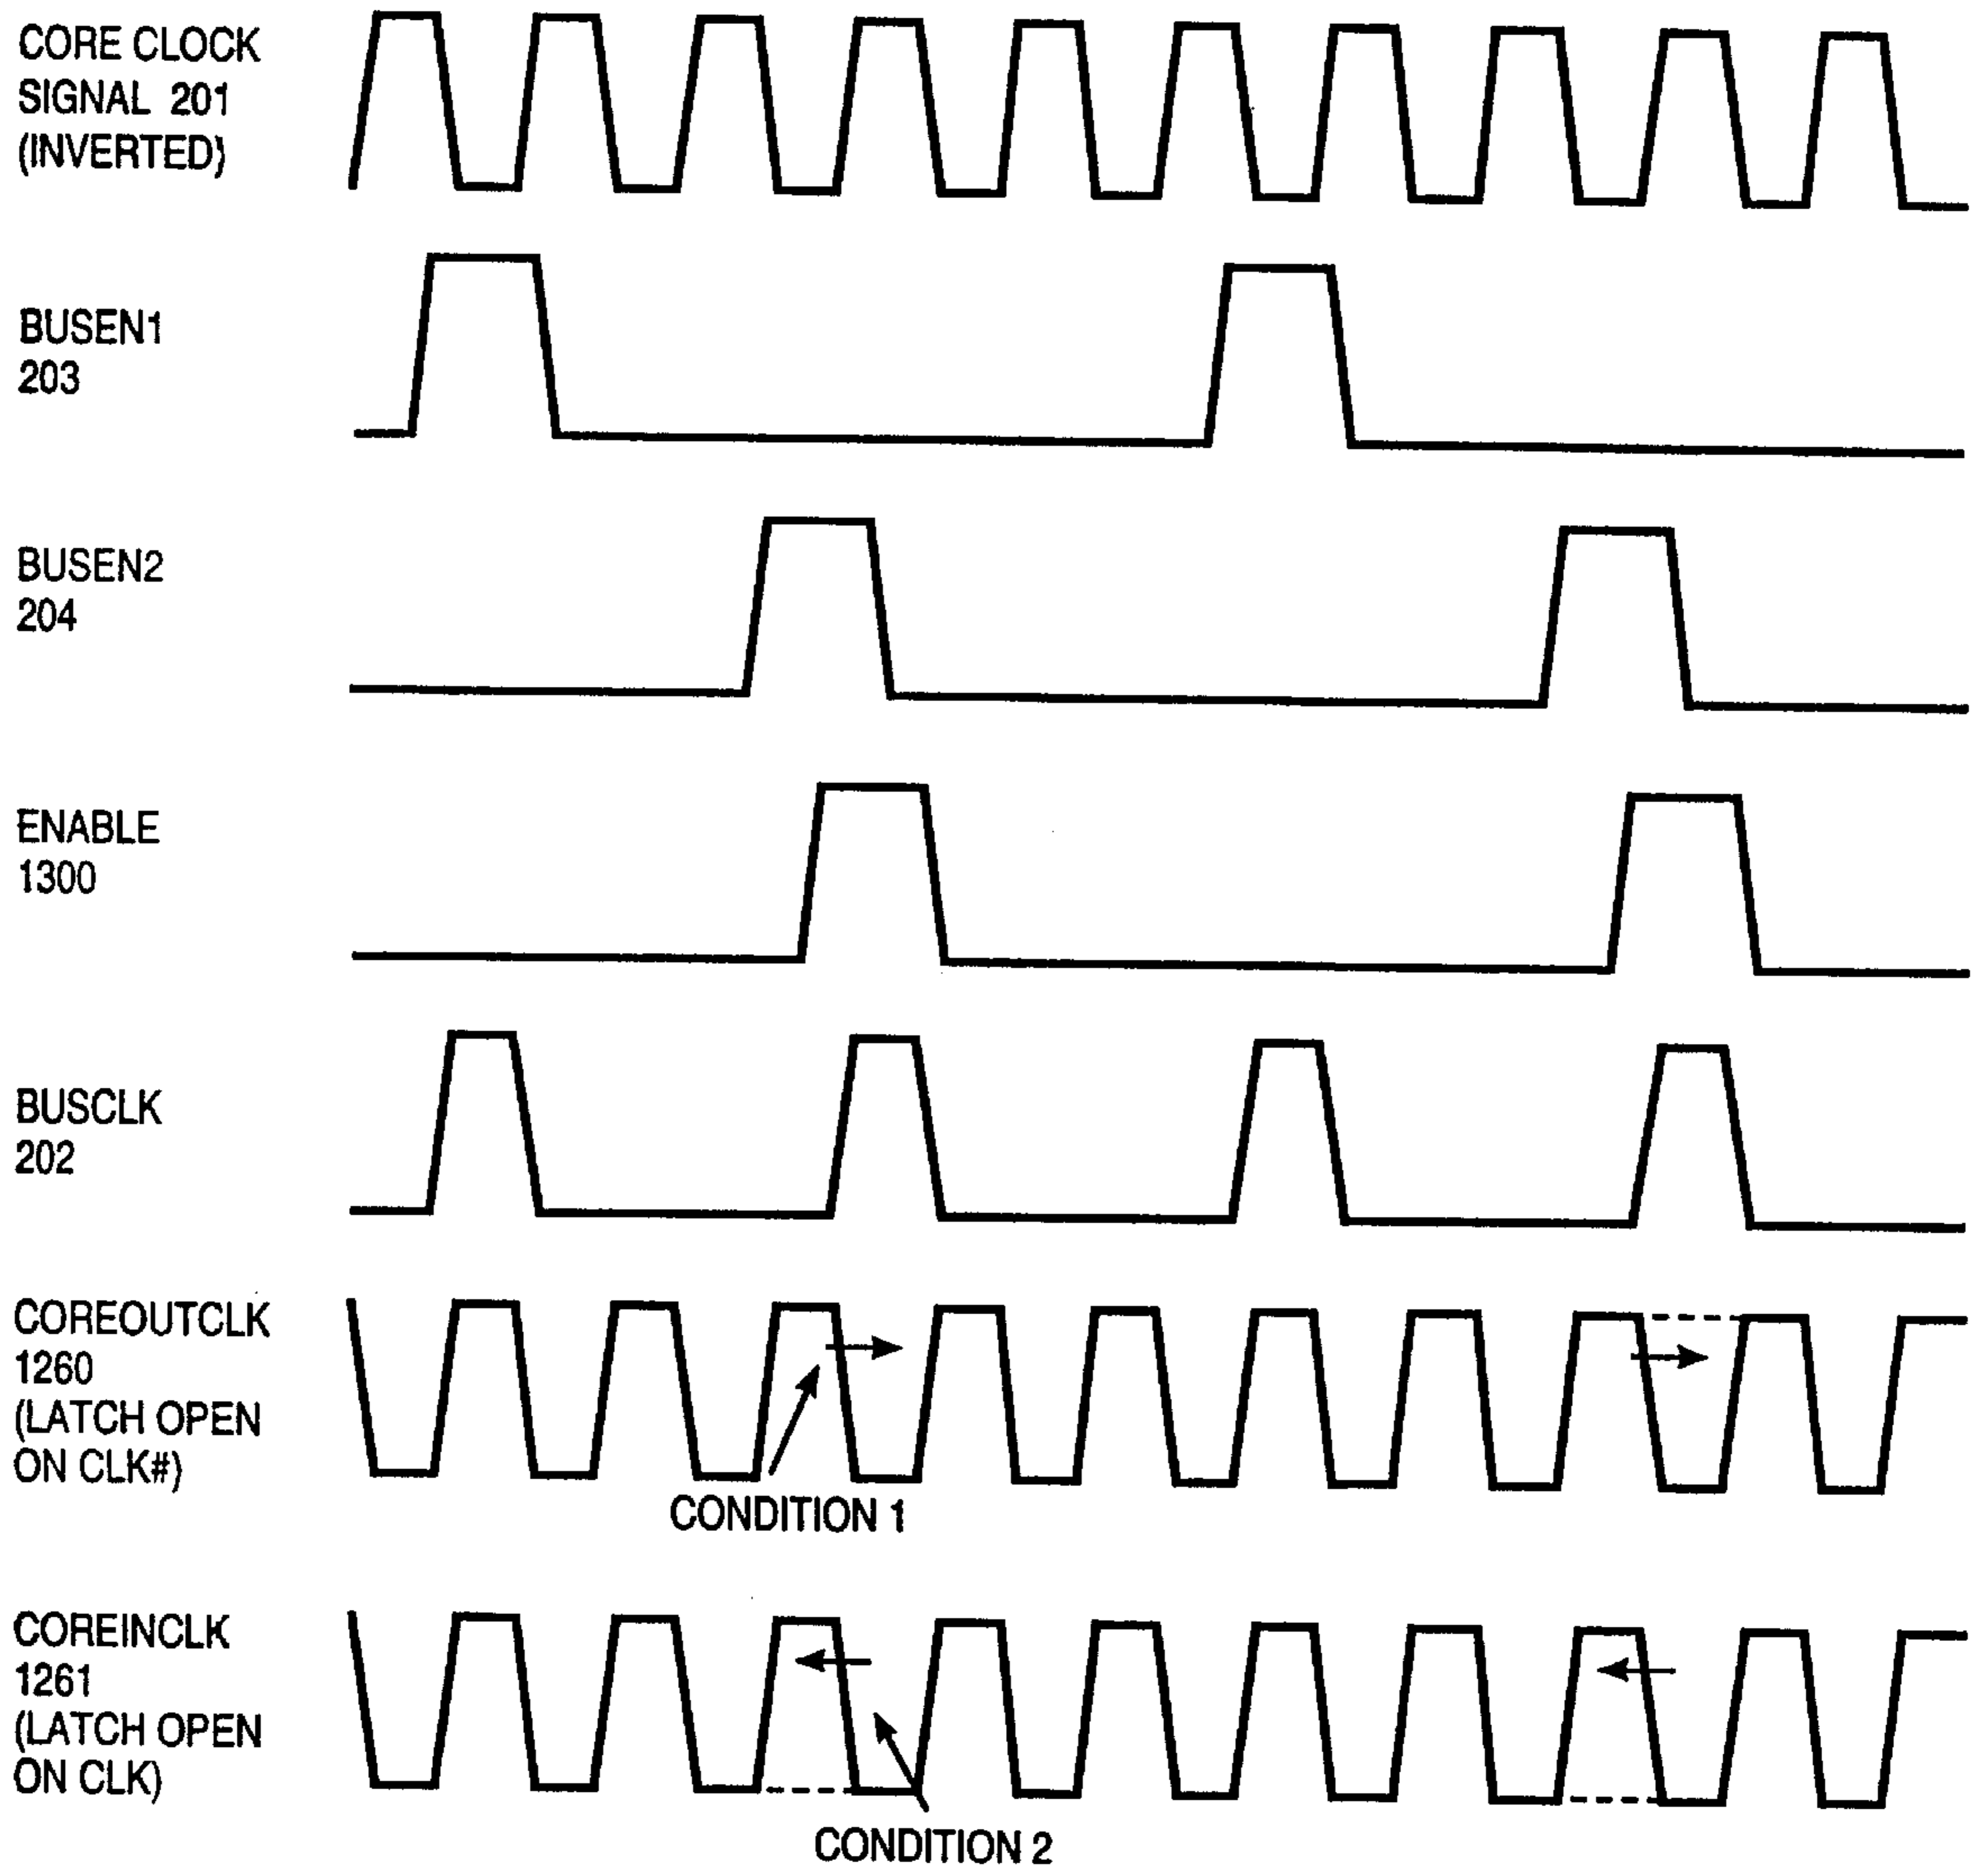 CORE CLOCK
SIGNAL 201
(INVERTED)
BUSEN1
203
BUSEN2
204
ENABLE
1300
BUSCLK
202
COREOUTCLK
1260
(LATCH OPEN
ON CLK#)
CONDITION 1
COREINCLK
1261
(LATCH OPEN
ON CLK)
CONDITION 2